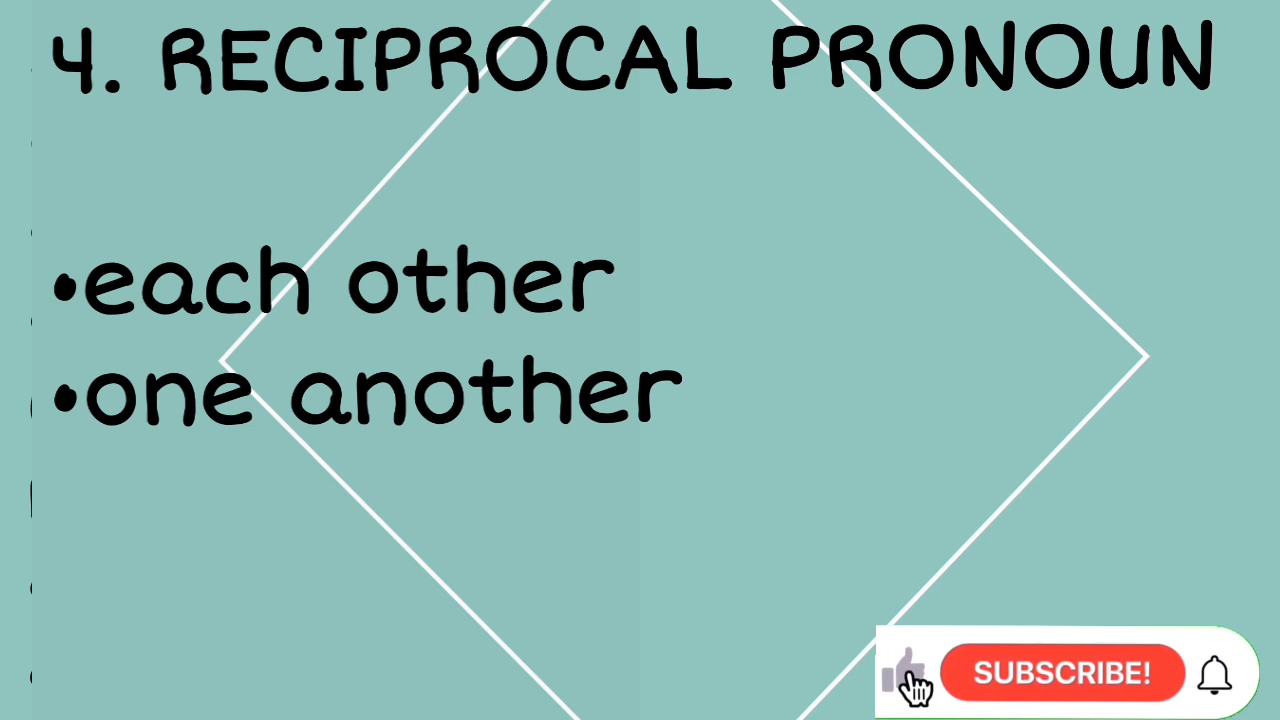 4. RECIPROCAL PRONOUN
•each other
•one another
SUBSCRIBE!